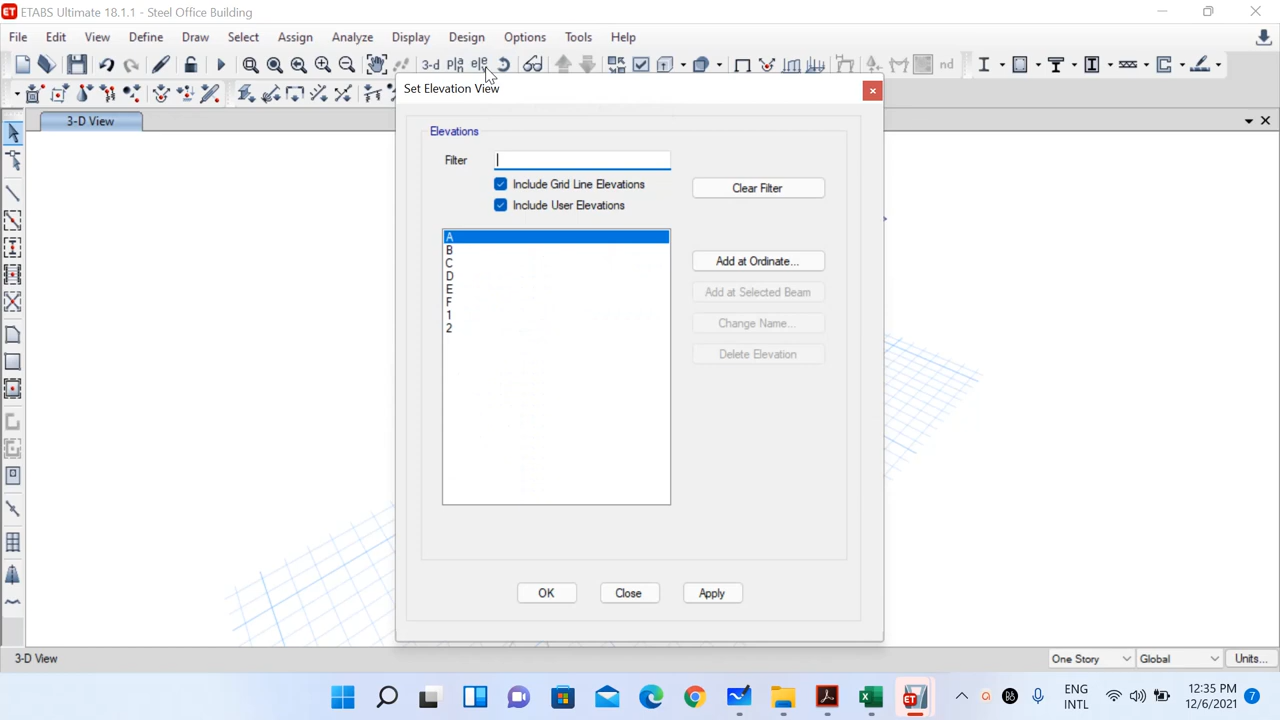 ETABS Ultimate 18.1.1 - Steel Office Building
File Edit View Define Draw Select Assign Analyze Display Design Options Tools Help
3-d pla ele nd
Set Elevation View
3-D View
Elevations
Filter
Include Grid Line Elevations
Clear Filter
Include User Elevations
A
B
Add at Ordinate...
C
D
E
Add at Selected Beam
F
1
Change Name...
2
Delete Elevation
OK Close Apply
3-D View One Story Global Units...
ENG
INTL
12:35 PM
12/6/2021
7